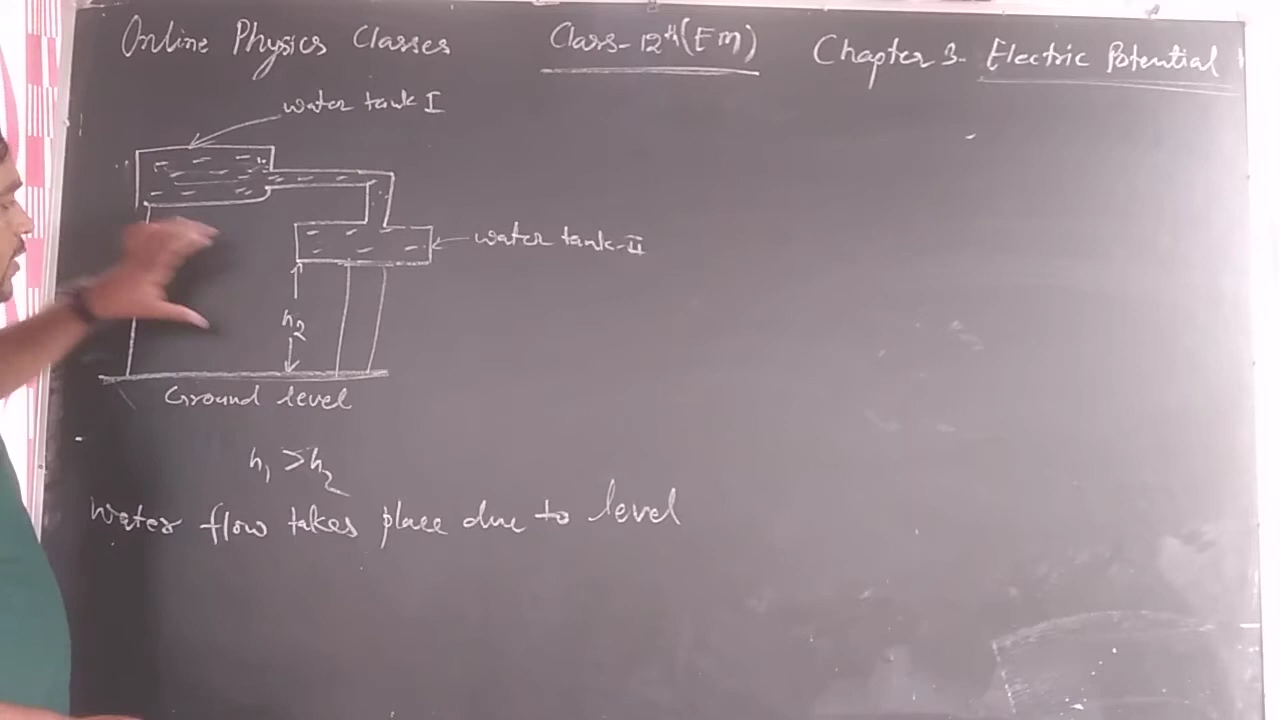 Online Physics Classes
Class-12th(EM)
Chapter 3- Electric Potential
water tank I
water tank-II
h2
Ground level
h1 > h2
Water flow takes place due to level